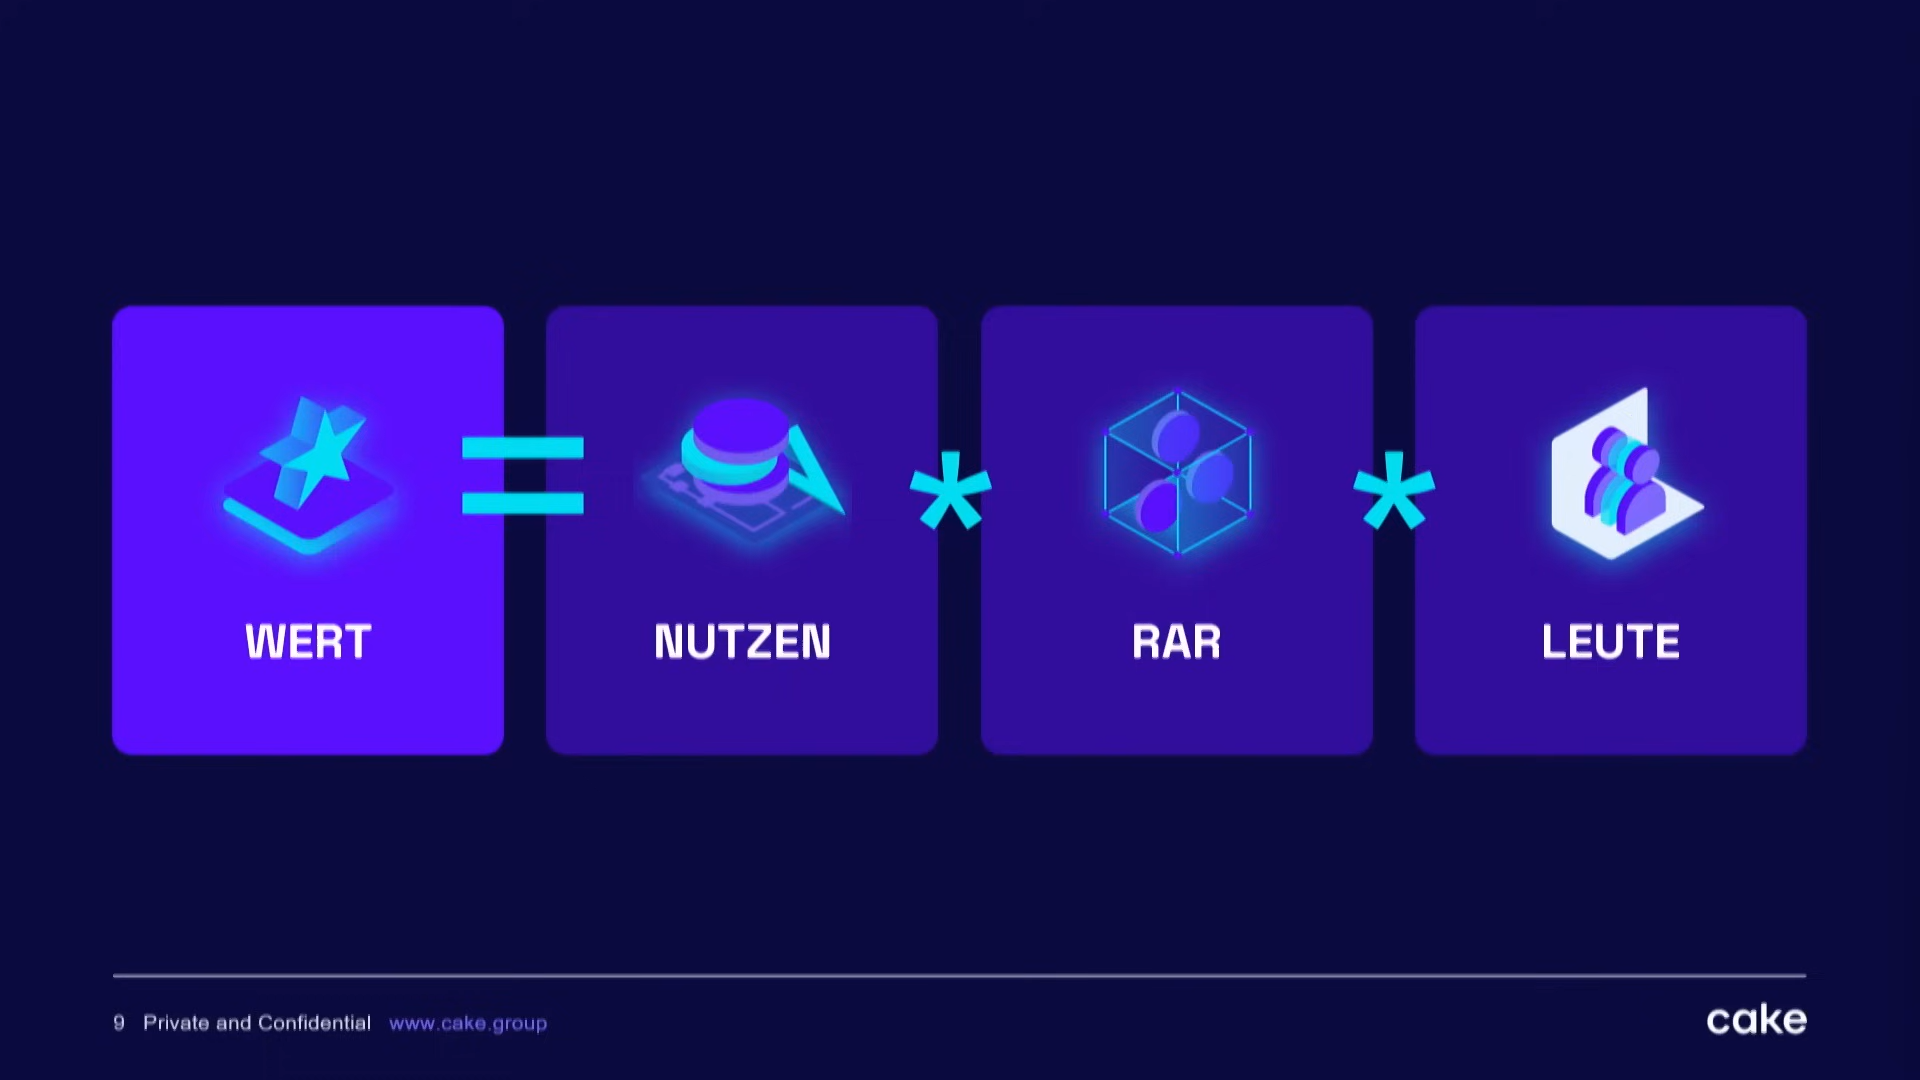 WERT = NUTZEN * RAR * LEUTE
9 Private and Confidential www.cake.group
cake